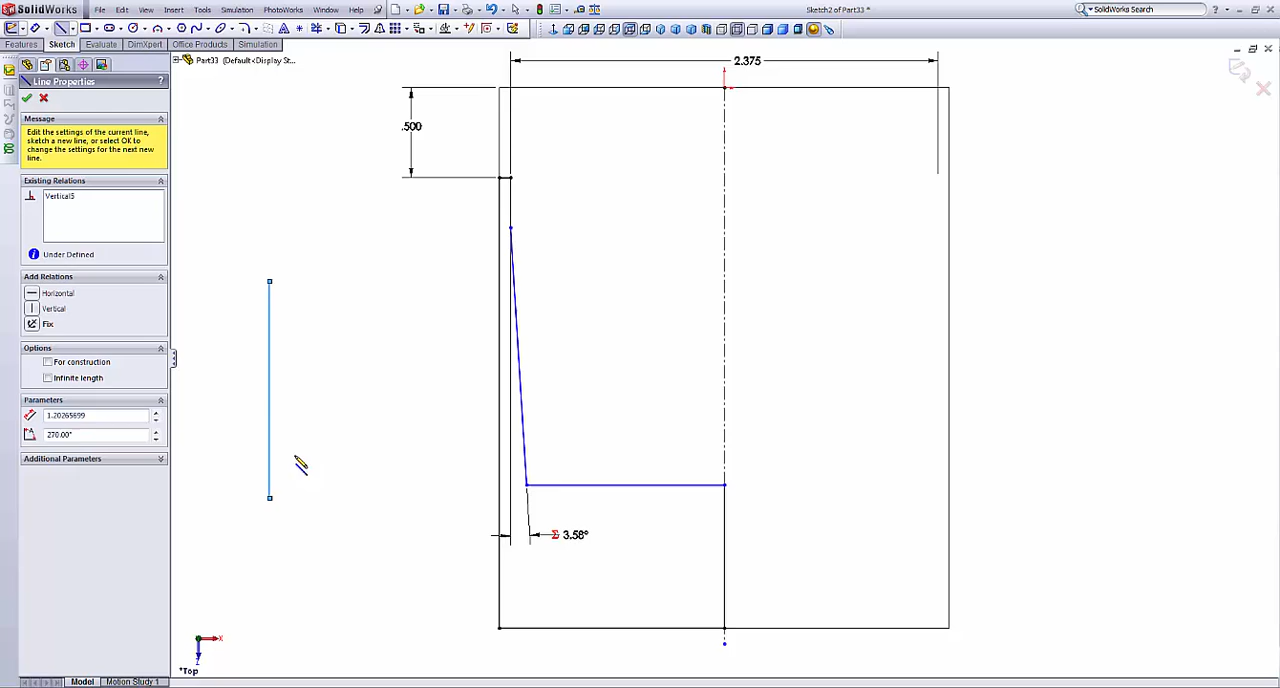 SolidWorks
File Edit View Insert Tools Simulation PhotoWorks Window Help
Sketch2 of Part33 *
SolidWorks Search
Features Sketch Evaluate DimXpert Office Products Simulation
Line Properties ?
Part33 (Default<Display St...
Message
Edit the settings of the current line,
sketch a new line, or select OK to
change the settings for the next new
line.
Existing Relations
Vertical5
Under Defined
Add Relations
Horizontal
Vertical
Fix
Options
For construction
Infinite length
Parameters
1.20265699
270.00°
Additional Parameters
2.375
.500
Σ 3.58°
X
Z
*Top
Model Motion Study 1